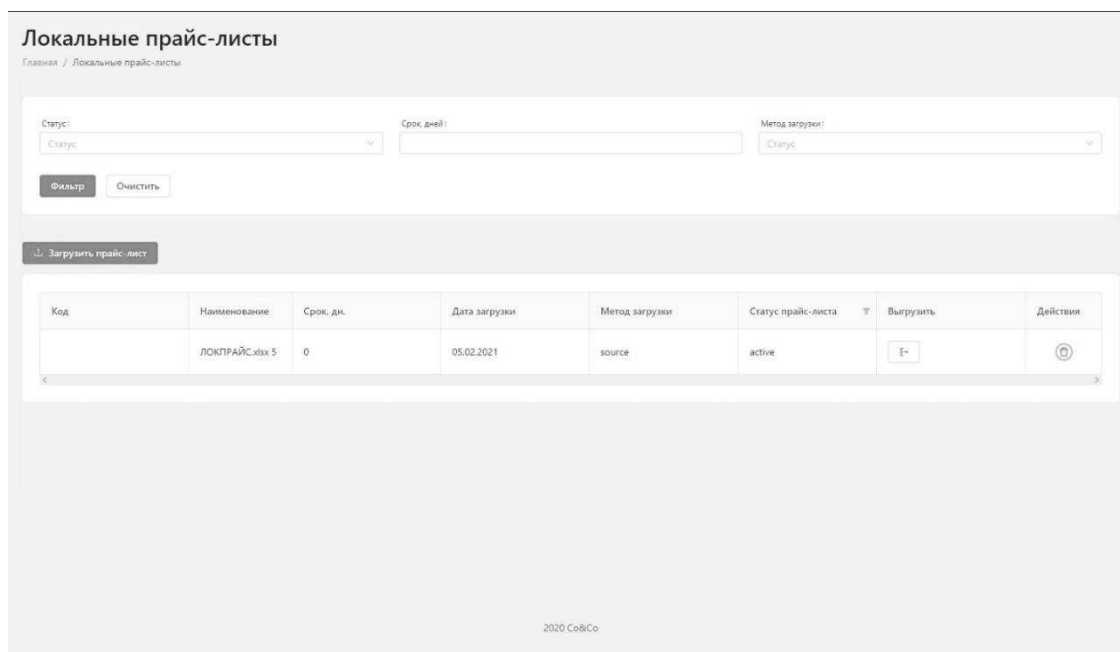 Локальные прайс-листы
Главная / Локальные прайс-листы
Статус: Срок, дней: Метод загрузки:
Статус Статус
Фильтр Очистить
Загрузить прайс-лист
Код Наименование Срок, дн. Дата загрузки Метод загрузки Статус прайс-листа Выгрузить Действия
ЛОКПРАЙС.xlsx 5 0 05.02.2021 source active
2020 Co&Co